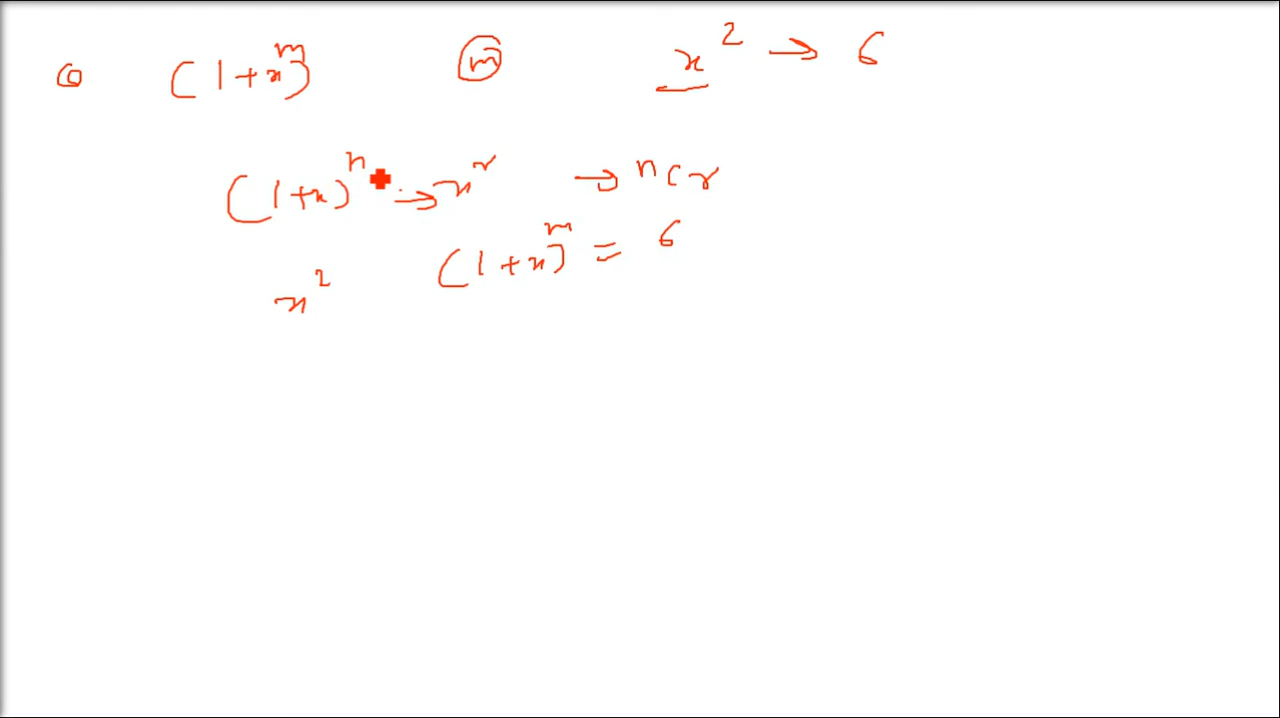 ⊙ (1+x)^m ⓜ x^2 → 6
(1+x)^n → x^r → nCr
x^2 (1+x)^m = 6